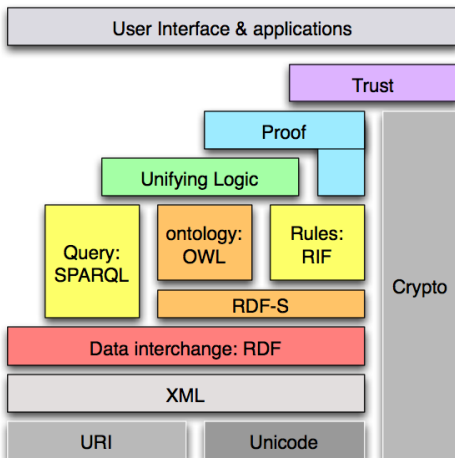 User Interface & applications
Trust
Proof
Unifying Logic
Query:
SPARQL
ontology:
OWL
Rules:
RIF
Crypto
RDF-S
Data interchange: RDF
XML
URI
Unicode